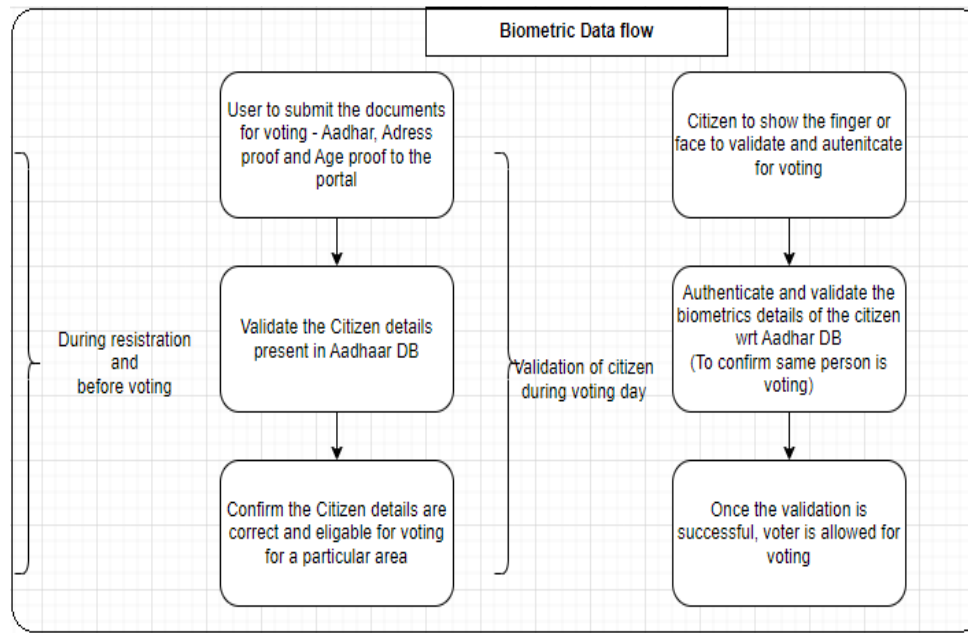 Biometric Data flow
User to submit the documents
for voting - Aadhar, Adress
proof and Age proof to the
portal
Validate the Citizen details
present in Aadhaar DB
Confirm the Citizen details are
correct and eligable for voting
for a particular area
During resistration
and
before voting
Citizen to show the finger or
face to validate and autenitcate
for voting
Authenticate and validate the
biometrics details of the citizen
wrt Aadhar DB
(To confirm same person is
voting)
Once the validation is
successful, voter is allowed for
voting
Validation of citizen
during voting day